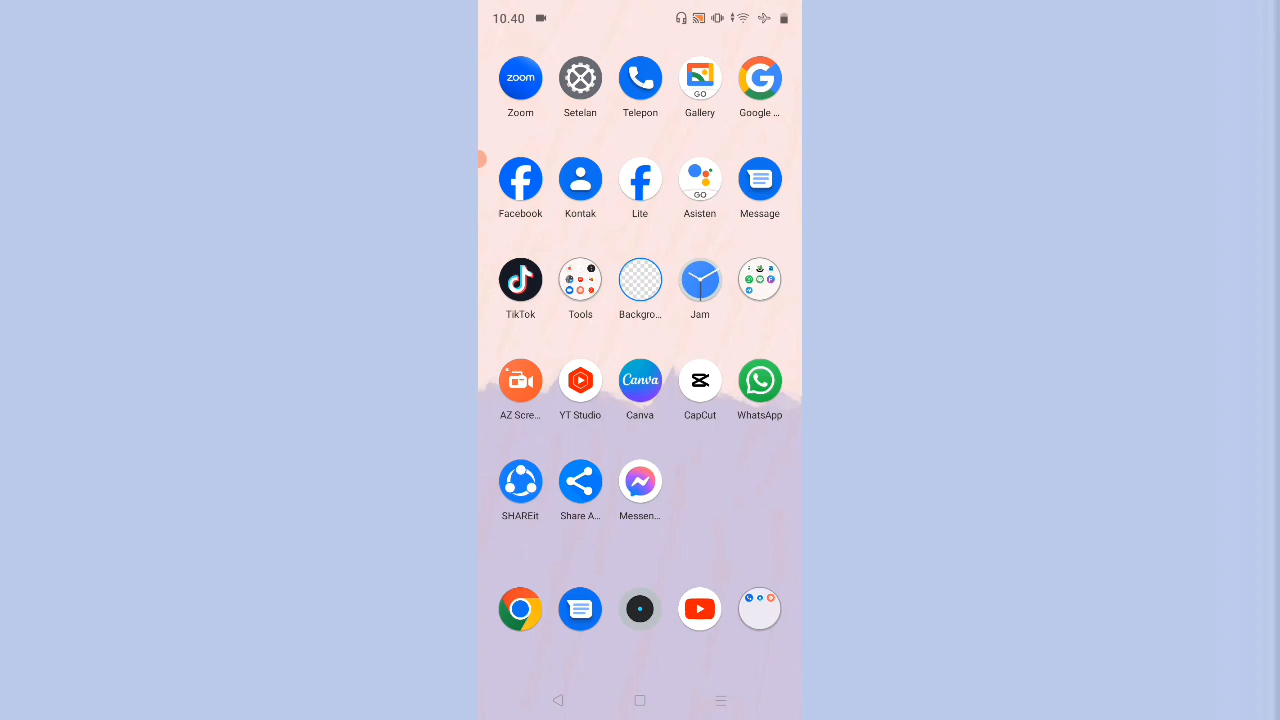 10.40
zoom
GO
Zoom Setelan Telepon Gallery Google ...
GO
Facebook Kontak Lite Asisten Message
TikTok Tools Backgro... Jam
Canva
AZ Scre... YT Studio Canva CapCut WhatsApp
SHAREit Share A... Messen...